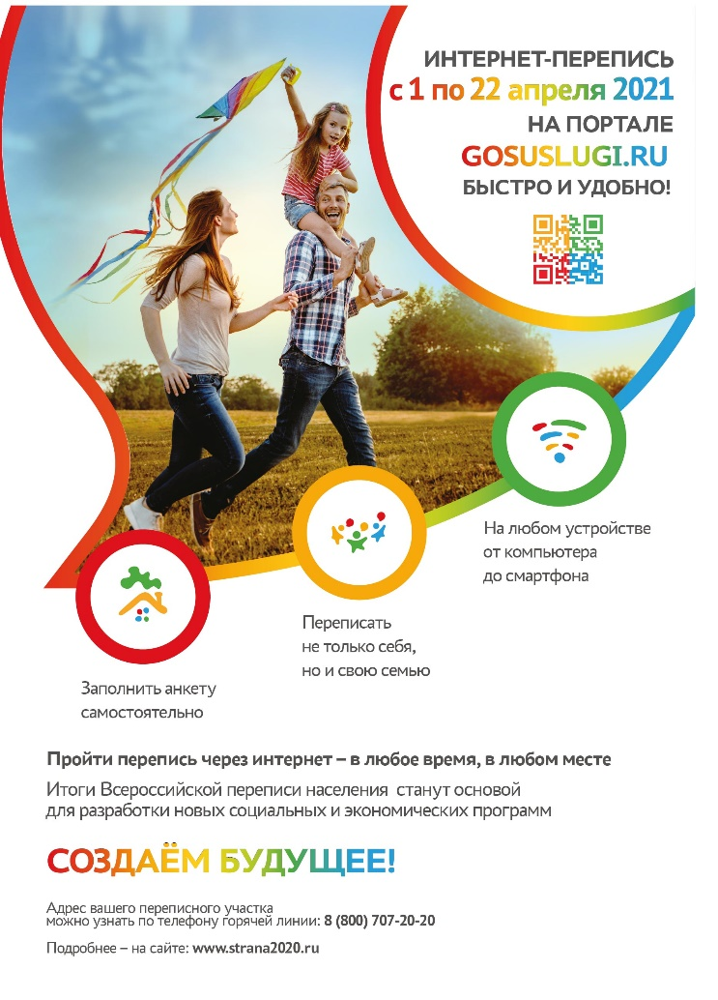 ИНТЕРНЕТ-ПЕРЕПИСЬ
с 1 по 22 апреля 2021
НА ПОРТАЛЕ
GOSUSLUGI.RU
БЫСТРО И УДОБНО!
На любом устройстве
от компьютера
до смартфона
Переписать
не только себя,
но и свою семью
Заполнить анкету
самостоятельно
Пройти перепись через интернет – в любое время, в любом месте
Итоги Всероссийской переписи населения станут основой
для разработки новых социальных и экономических программ
СОЗДАЁМ БУДУЩЕЕ!
Адрес вашего переписного участка
можно узнать по телефону горячей линии: 8 (800) 707-20-20
Подробнее – на сайте: www.strana2020.ru